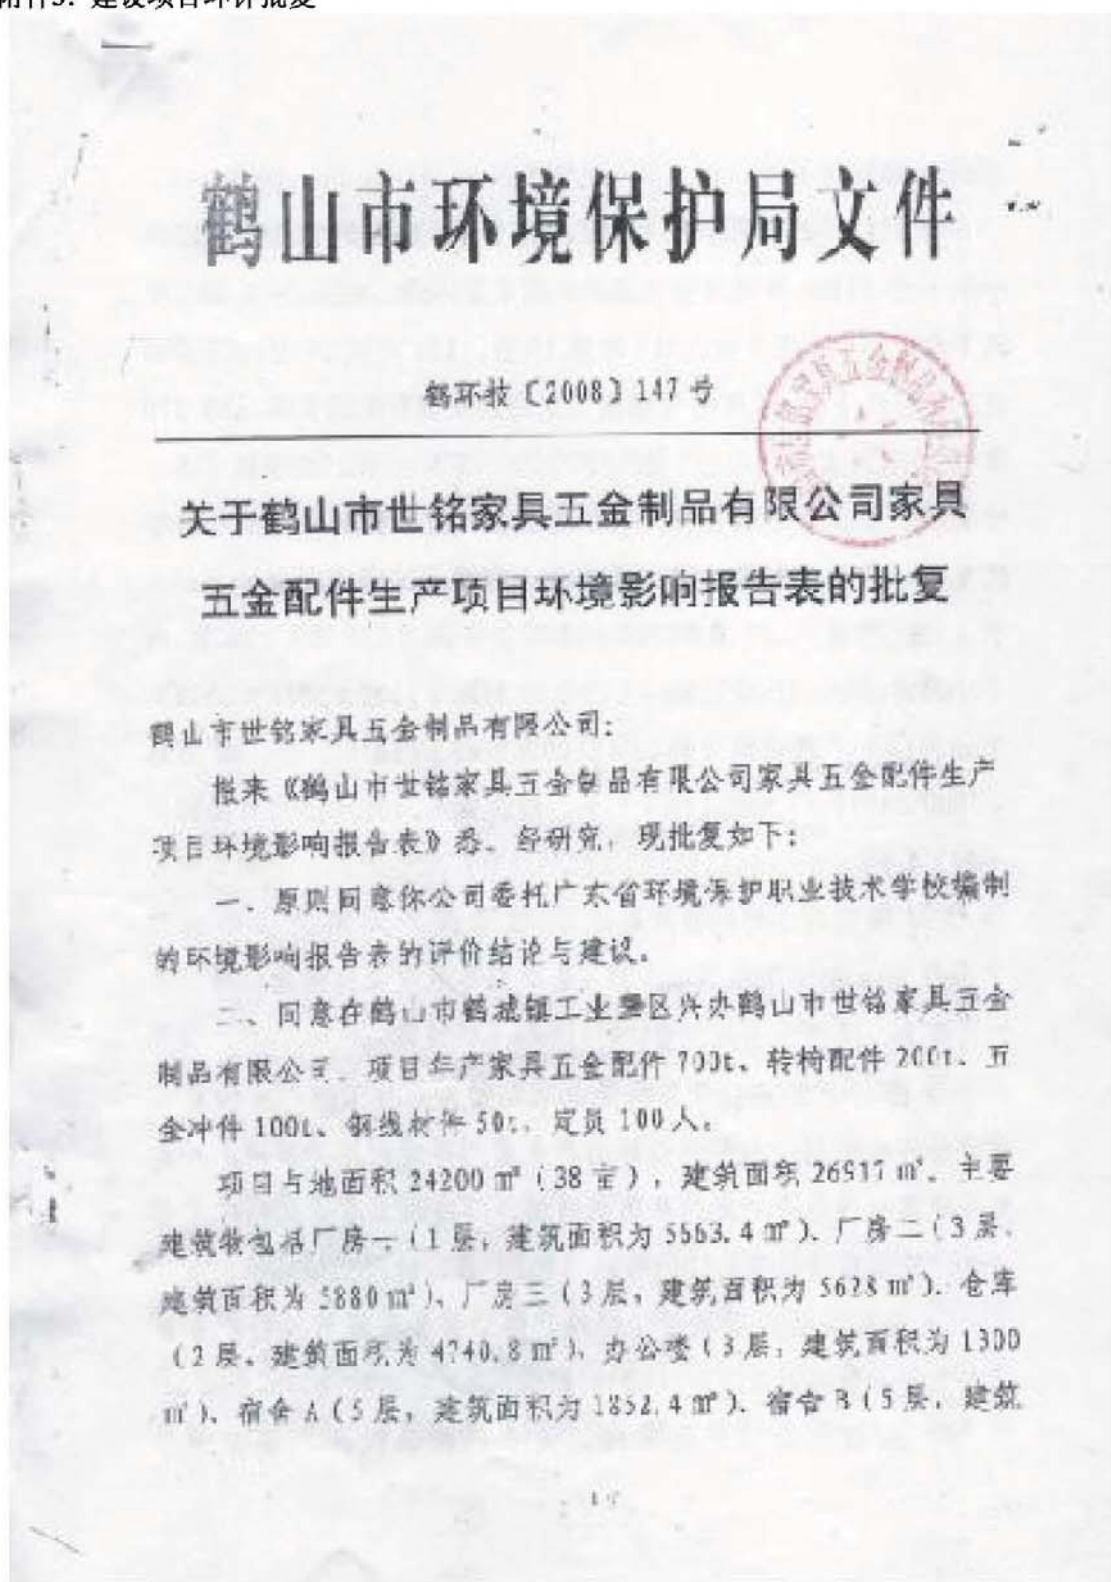 附件3：建设项目环评批复
鹤山市环境保护局文件
鹤环技〔2008〕147号
关于鹤山市世铭家具五金制品有限公司家具
五金配件生产项目环境影响报告表的批复
鹤山市世铭家具五金制品有限公司：
报来《鹤山市世铭家具五金制品有限公司家具五金配件生产
项目环境影响报告表》悉。经研究，现批复如下：
一、原则同意你公司委托广东省环境保护职业技术学校编制
的环境影响报告表的评价结论与建议。
二、同意在鹤山市鹤城镇工业区兴办鹤山市世铭家具五金
制品有限公司，项目年产家具五金配件700t、转椅配件200t、五
金冲件100t、钢线材件50t，定员100人。
项目占地面积24200㎡（38亩），建筑面积26917㎡。主要
建筑物包括厂房一（1层，建筑面积为5563.4㎡）、厂房二（3层，
建筑面积为5880㎡）、厂房三（3层，建筑面积为5628㎡）、仓库
（2层，建筑面积为4740.8㎡）、办公楼（3层，建筑面积为1300
㎡）、宿舍A（5层，建筑面积为1852.4㎡）、宿舍B（5层，建筑